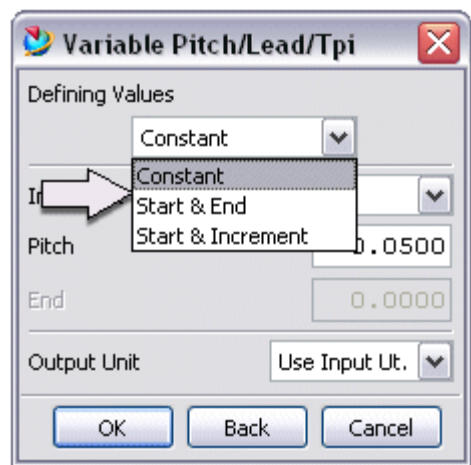 Variable Pitch/Lead/Tpi
Defining Values
Constant
Constant
Start & End
Start & Increment
Pitch 0.0500
End 0.0000
Output Unit Use Input Ut.
OK Back Cancel